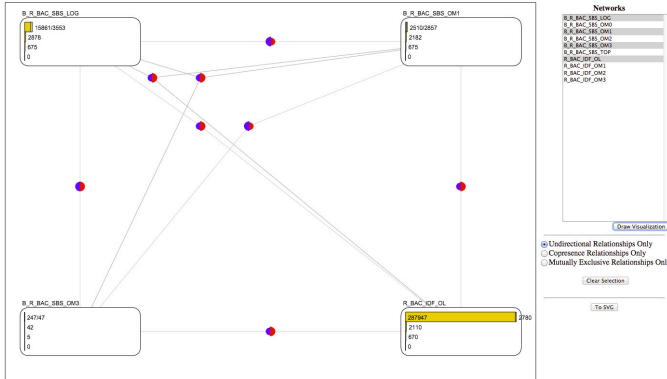 B_R_BAC_SBS_LOG
15861/3553
2878
675
0
B_R_BAC_SBS_OM1
2510/2857
2182
675
0
B_R_BAC_SBS_OM3
247/47
42
5
0
R_BAC_IDF_OL
287947
2780
2110
670
0
Networks
B_R_BAC_SBS_LOG
B_R_BAC_SBS_OM0
B_R_BAC_SBS_OM1
B_R_BAC_SBS_OM2
B_R_BAC_SBS_OM3
B_R_BAC_SBS_TOP
R_BAC_IDF_OL
R_BAC_IDF_OM1
R_BAC_IDF_OM2
R_BAC_IDF_OM3
Draw Visualization
Undirectional Relationships Only
Copresence Relationships Only
Mutually Exclusive Relationships Onl
Clear Selection
To SVG